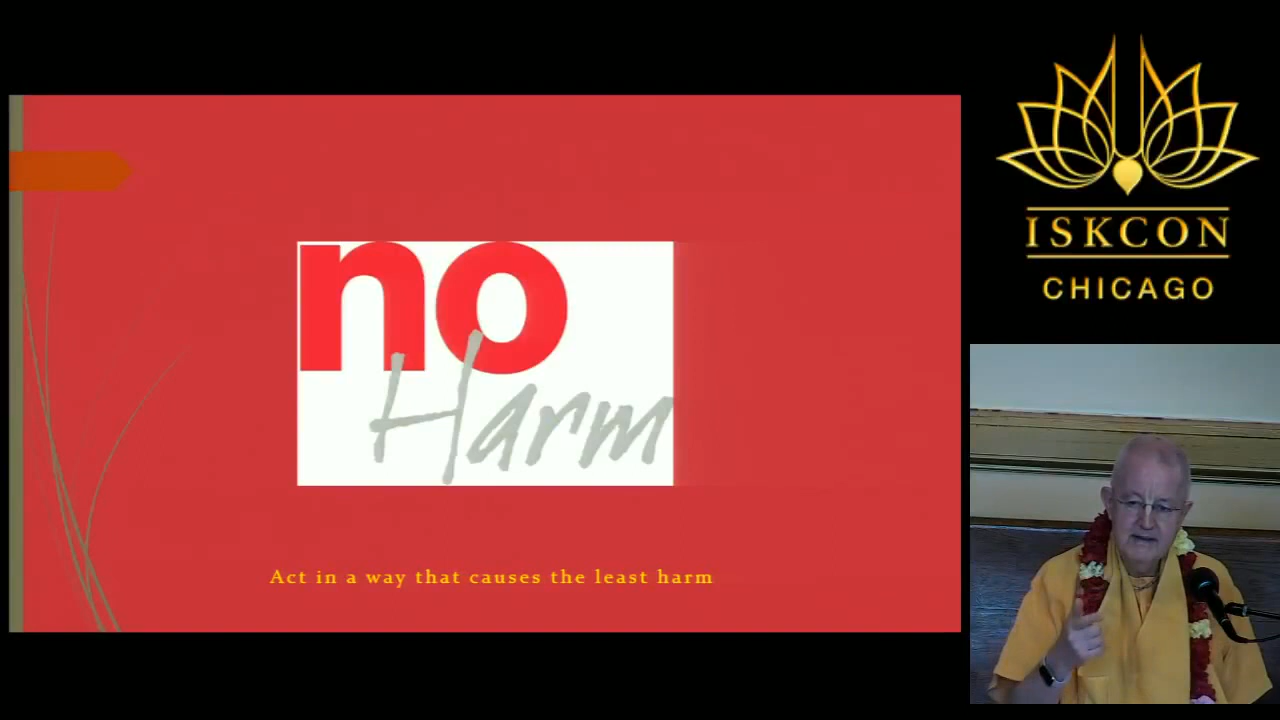 no
Harm
Act in a way that causes the least harm
ISKCON
CHICAGO